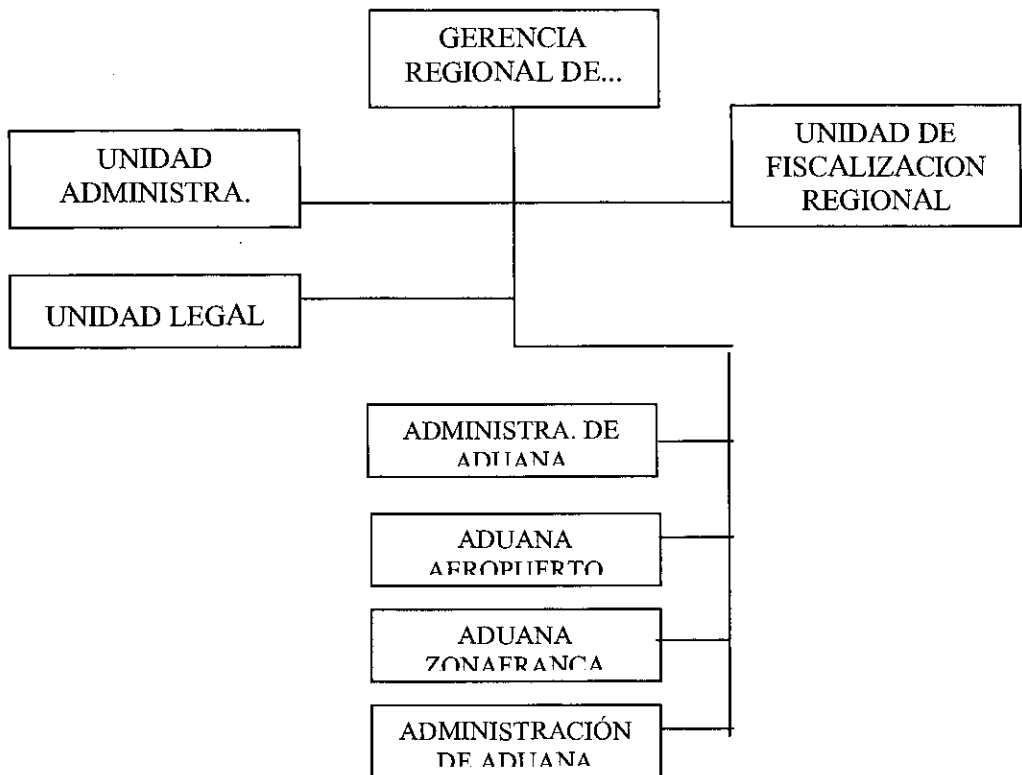 GERENCIA
REGIONAL DE...
UNIDAD
ADMINISTRA.
UNIDAD DE
FISCALIZACION
REGIONAL
UNIDAD LEGAL
ADMINISTRA. DE
ADUANA
ADUANA
AEROPUERTO
ADUANA
ZONAFRANCA
ADMINISTRACIÓN
DE ADUANA